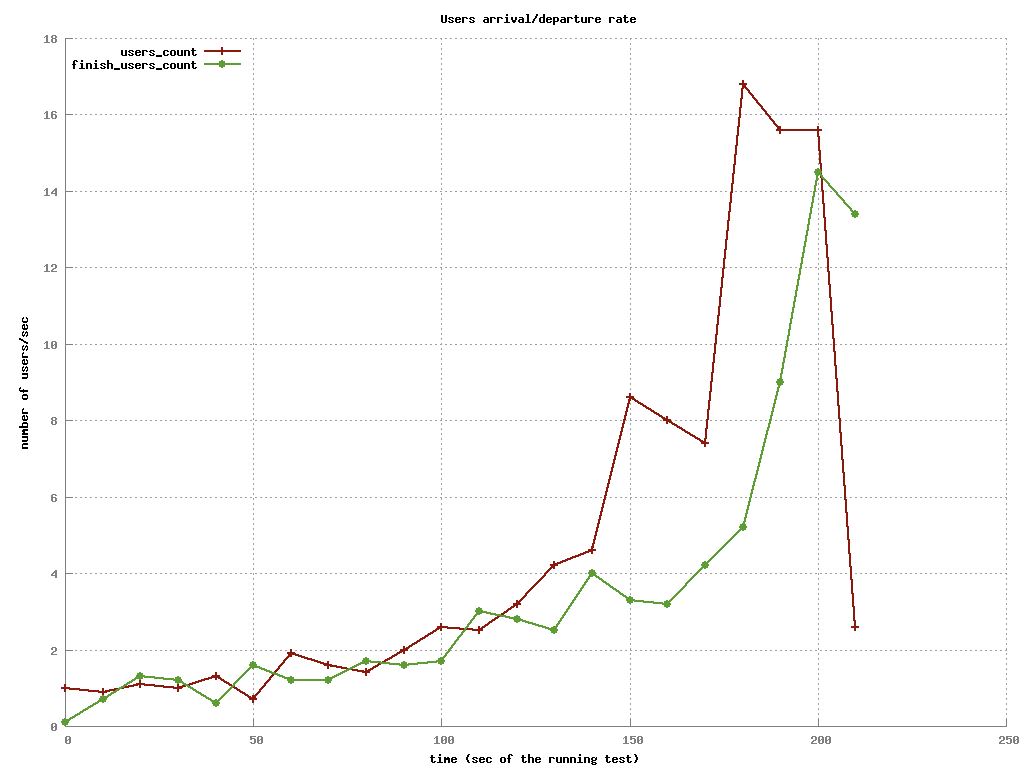 Users arrival/departure rate
users_count
finish_users_count
18
16
14
12
10
8
6
4
2
0
number of users/sec
0 50 100 150 200 250
time (sec of the running test)